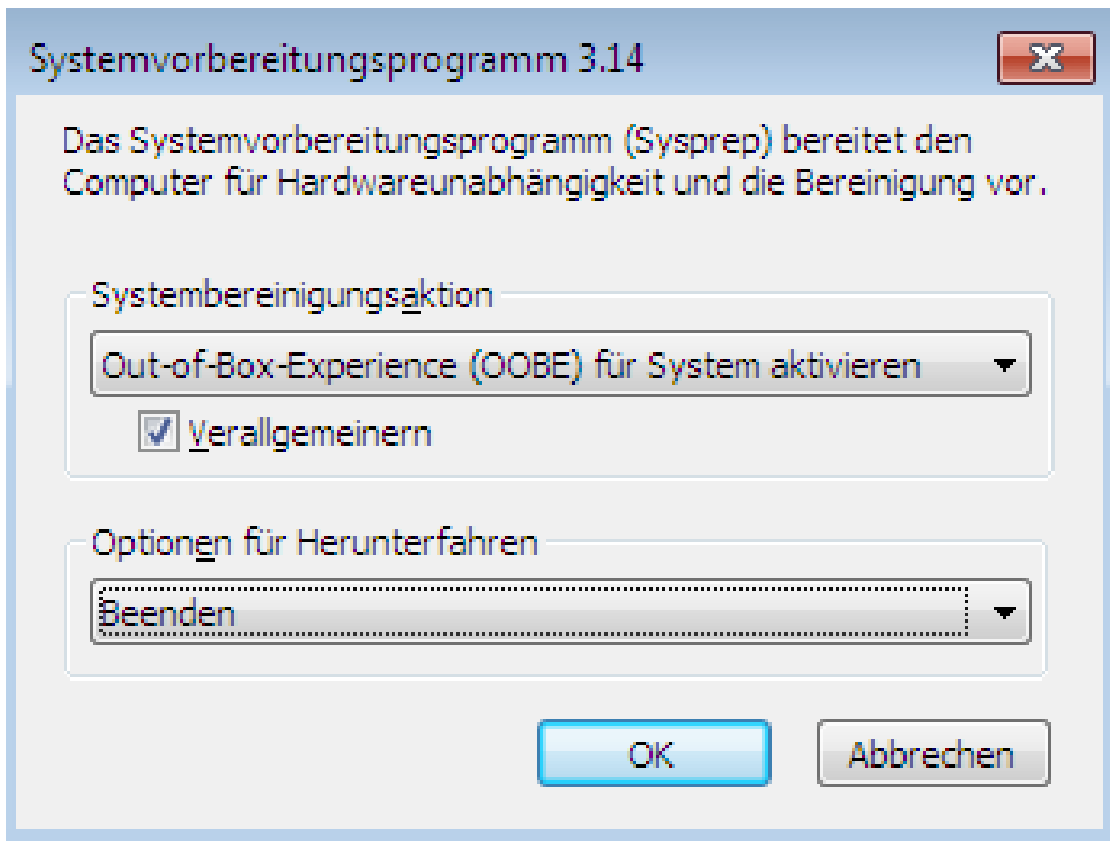 Systemvorbereitungsprogramm 3.14
Das Systemvorbereitungsprogramm (Sysprep) bereitet den
Computer für Hardwareunabhängigkeit und die Bereinigung vor.
Systembereinigungsaktion
Out-of-Box-Experience (OOBE) für System aktivieren
Verallgemeinern
Optionen für Herunterfahren
Beenden
OK
Abbrechen